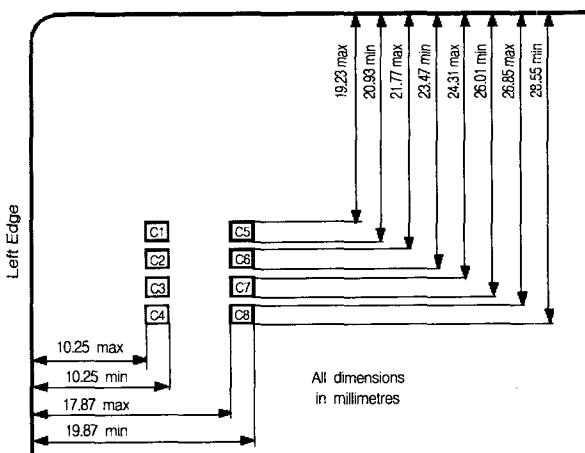 19.23 max
20.93 min
21.77 max
23.47 min
24.31 max
26.01 min
26.85 max
28.55 min
Left Edge
C1
C5
C2
C6
C3
C7
C4
C8
10.25 max
10.25 min
17.87 max
19.87 min
All dimensions
in millimetres